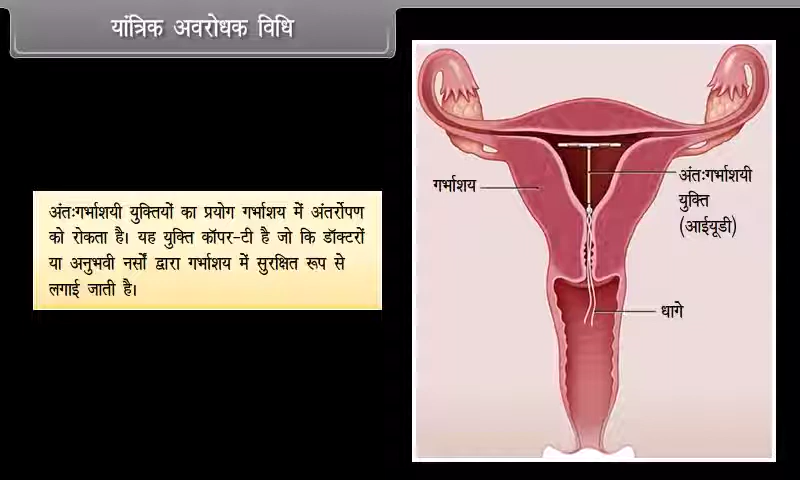 यांत्रिक अवरोधक विधि
अंतःगर्भाशयी युक्तियों का प्रयोग गर्भाशय में अंतर्रोपण
को रोकता है। यह युक्ति कॉपर-टी है जो कि डॉक्टरों
या अनुभवी नर्सों द्वारा गर्भाशय में सुरक्षित रूप से
लगाई जाती है।
गर्भाशय
अंतःगर्भाशयी
युक्ति
(आईयूडी)
धागे